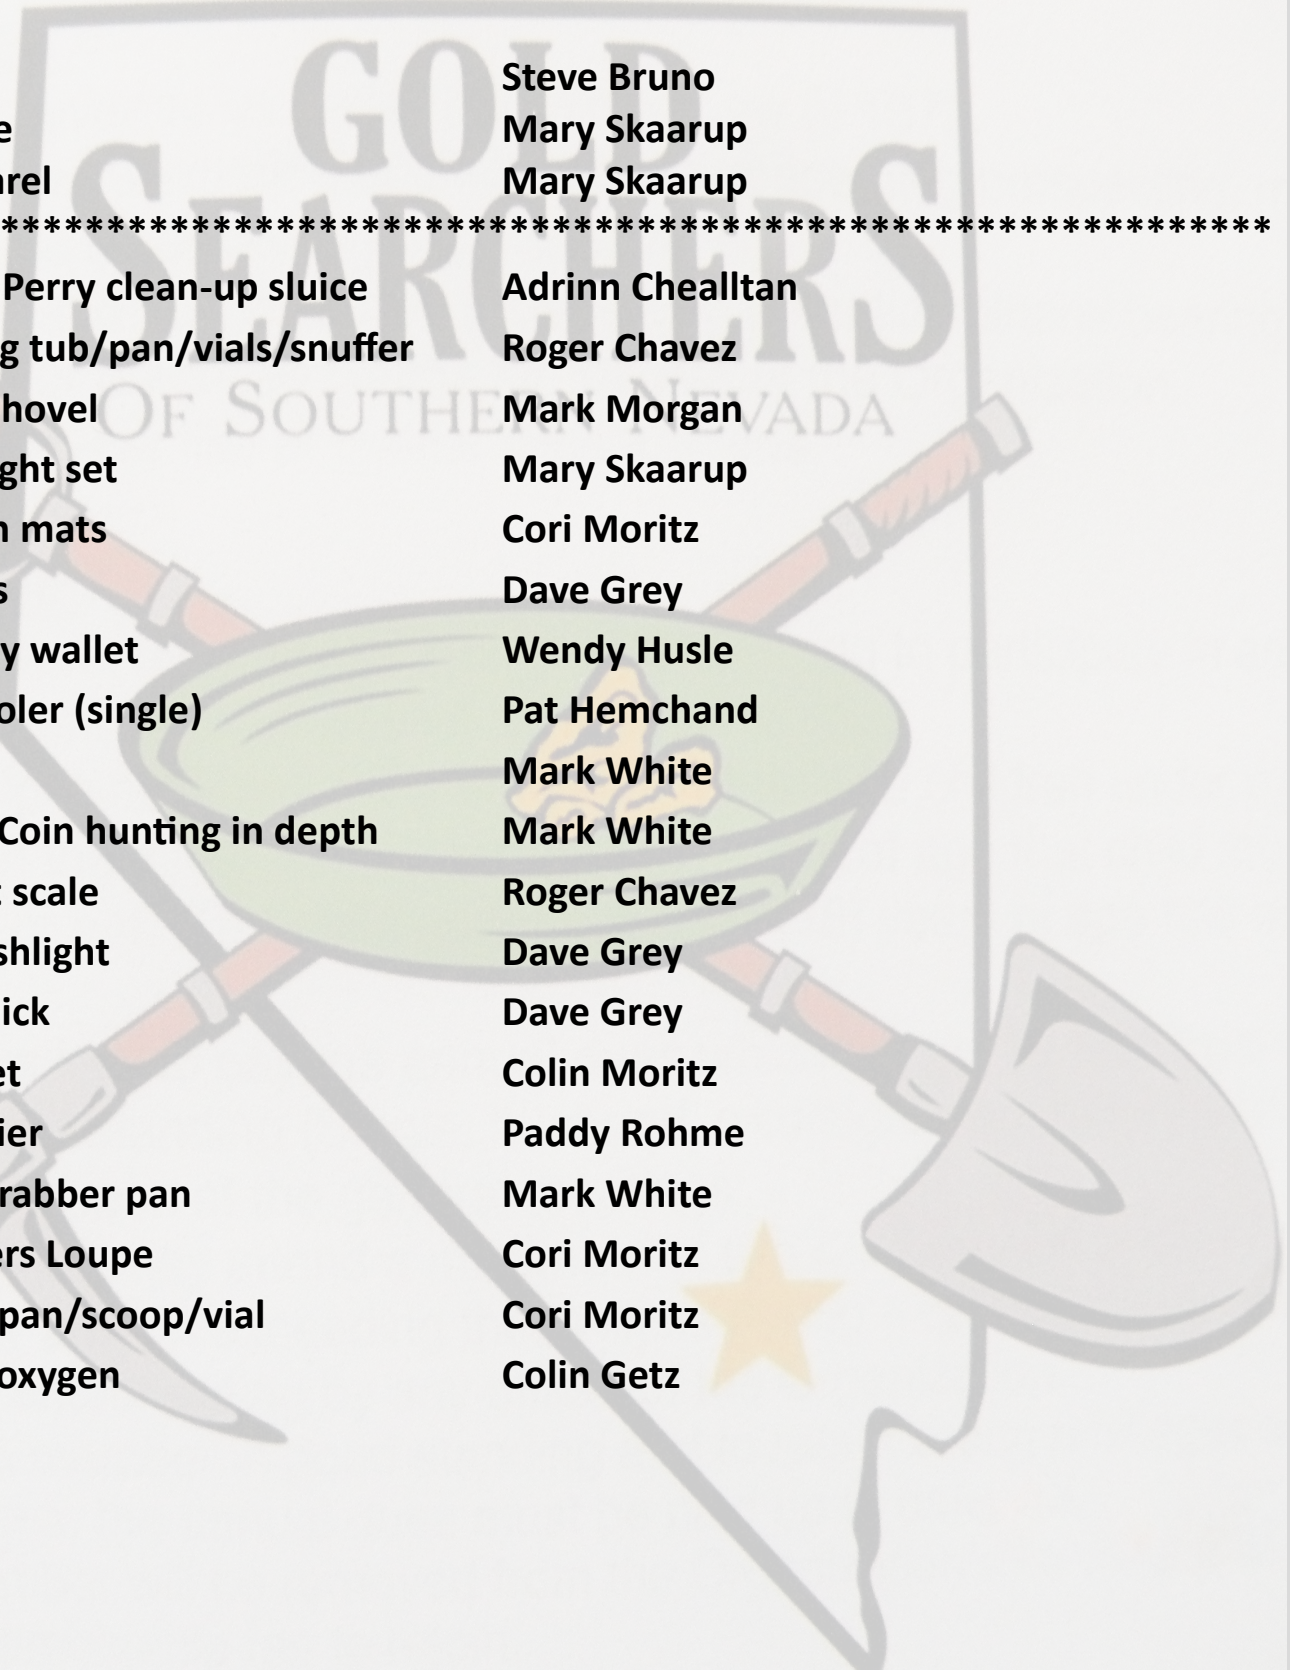 GOLD
SEARCHERS
OF SOUTHERN NEVADA
Steve Bruno
e Mary Skaarup
arel Mary Skaarup
************************************************************
Perry clean-up sluice Adrinn Chealltan
g tub/pan/vials/snuffer Roger Chavez
hovel Mark Morgan
ght set Mary Skaarup
n mats Cori Moritz
s Dave Grey
y wallet Wendy Husle
oler (single) Pat Hemchand
Mark White
Coin hunting in depth Mark White
t scale Roger Chavez
shlight Dave Grey
ick Dave Grey
et Colin Moritz
ier Paddy Rohme
rabber pan Mark White
ers Loupe Cori Moritz
pan/scoop/vial Cori Moritz
oxygen Colin Getz